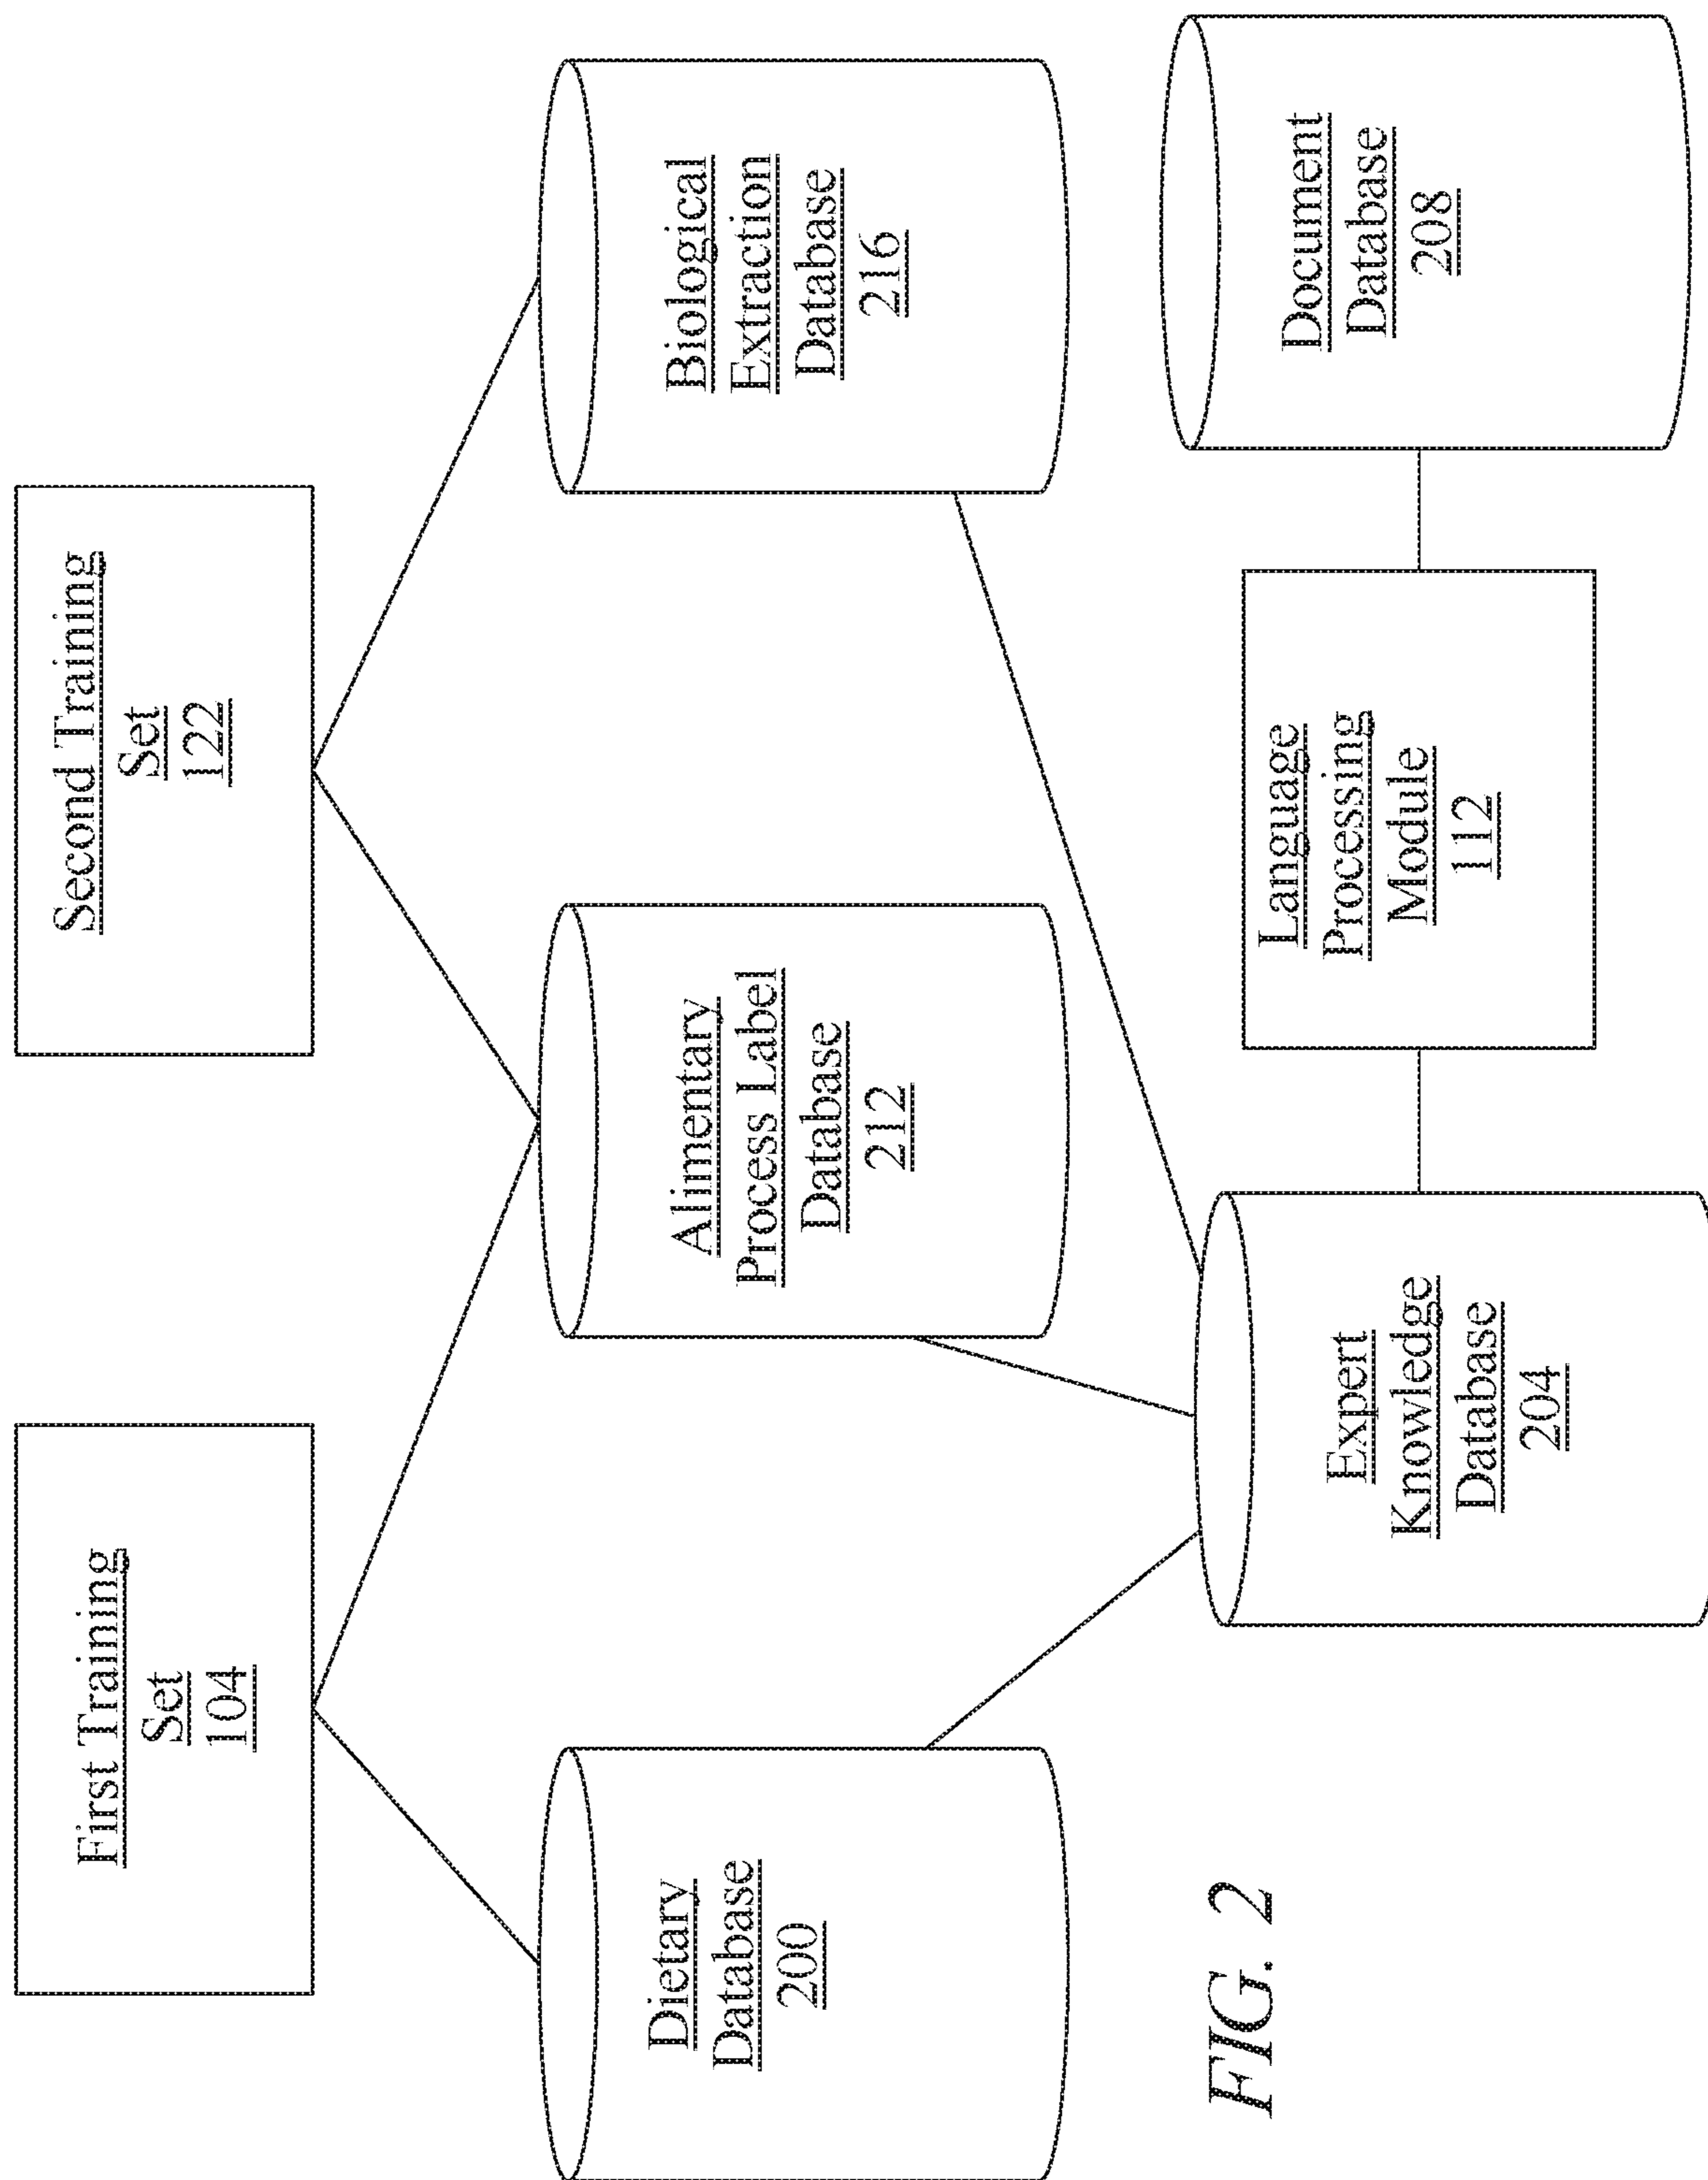 First Training
Set
104
Second Training
Set
122
Dietary
Database
200
Alimentary
Process Label
Database
212
Biological
Extraction
Database
216
Expert
Knowledge
Database
204
Language
Processing
Module
112
Document
Database
208
FIG. 2